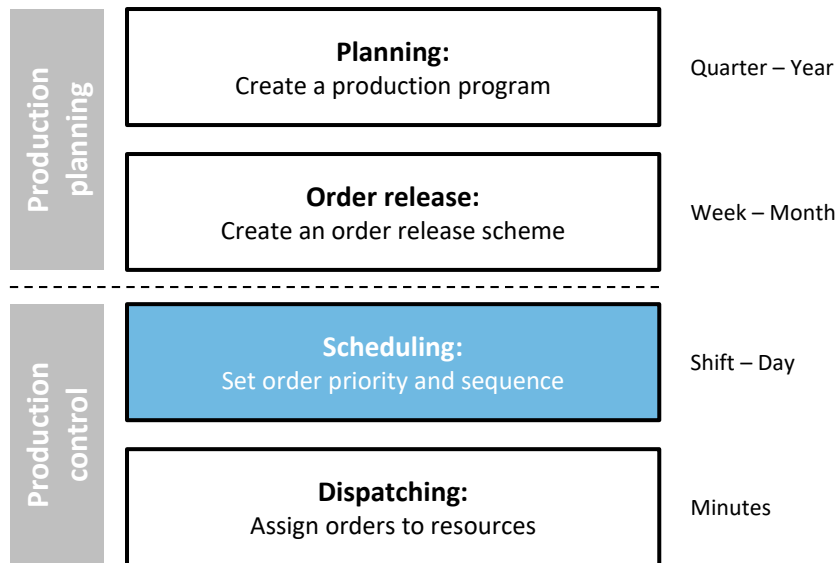 Production
planning
Planning:
Create a production program
Quarter – Year
Order release:
Create an order release scheme
Week – Month
Production
control
Scheduling:
Set order priority and sequence
Shift – Day
Dispatching:
Assign orders to resources
Minutes